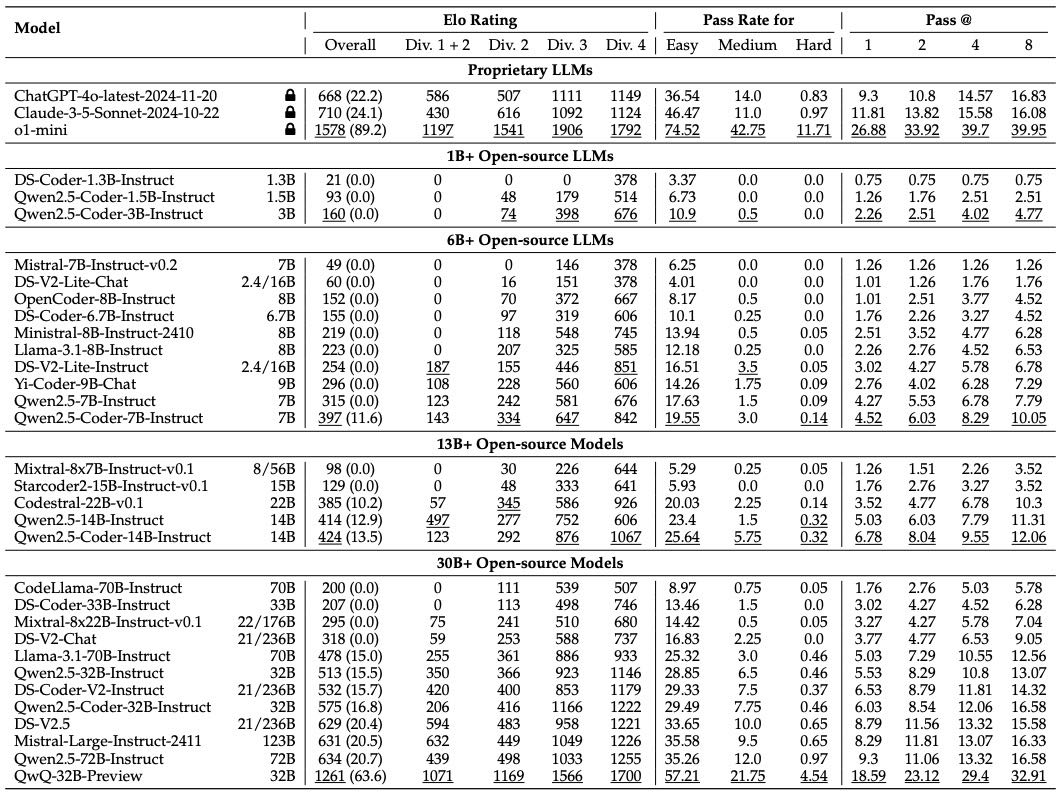 Model Elo Rating Pass Rate for Pass @
Overall Div. 1 + 2 Div. 2 Div. 3 Div. 4 Easy Medium Hard 1 2 4 8
Proprietary LLMs
ChatGPT-4o-latest-2024-11-20 668 (22.2) 586 507 1111 1149 36.54 14.0 0.83 9.3 10.8 14.57 16.83
Claude-3-5-Sonnet-2024-10-22 710 (24.1) 430 616 1092 1124 46.47 11.0 0.97 11.81 13.82 15.58 16.08
o1-mini 1578 (89.2) 1197 1541 1906 1792 74.52 42.75 11.71 26.88 33.92 39.7 39.95
1B+ Open-source LLMs
DS-Coder-1.3B-Instruct 1.3B 21 (0.0) 0 0 0 378 3.37 0.0 0.0 0.75 0.75 0.75 0.75
Qwen2.5-Coder-1.5B-Instruct 1.5B 93 (0.0) 0 48 179 514 6.73 0.0 0.0 1.26 1.76 2.51 2.51
Qwen2.5-Coder-3B-Instruct 3B 160 (0.0) 0 74 398 676 10.9 0.5 0.0 2.26 2.51 4.02 4.77
6B+ Open-source LLMs
Mistral-7B-Instruct-v0.2 7B 49 (0.0) 0 0 146 378 6.25 0.0 0.0 1.26 1.26 1.26 1.26
DS-V2-Lite-Chat 2.4/16B 60 (0.0) 0 16 151 378 4.01 0.0 0.0 1.01 1.26 1.76 1.76
OpenCoder-8B-Instruct 8B 152 (0.0) 0 70 372 667 8.17 0.5 0.0 1.01 2.51 3.77 4.52
DS-Coder-6.7B-Instruct 6.7B 155 (0.0) 0 97 319 606 10.1 0.25 0.0 1.76 2.26 3.27 4.52
Ministral-8B-Instruct-2410 8B 219 (0.0) 0 118 548 745 13.94 0.5 0.05 2.51 3.52 4.77 6.28
Llama-3.1-8B-Instruct 8B 223 (0.0) 0 207 325 585 12.18 0.25 0.0 2.26 2.76 4.52 6.53
DS-V2-Lite-Instruct 2.4/16B 254 (0.0) 187 155 446 851 16.51 3.5 0.05 3.02 4.27 5.78 6.78
Yi-Coder-9B-Chat 9B 296 (0.0) 108 228 560 606 14.26 1.75 0.09 2.76 4.02 6.28 7.29
Qwen2.5-7B-Instruct 7B 315 (0.0) 123 242 581 676 17.63 1.5 0.09 4.27 5.53 6.78 7.79
Qwen2.5-Coder-7B-Instruct 7B 397 (11.6) 143 334 647 842 19.55 3.0 0.14 4.52 6.03 8.29 10.05
13B+ Open-source Models
Mixtral-8x7B-Instruct-v0.1 8/56B 98 (0.0) 0 30 226 644 5.29 0.25 0.05 1.26 1.51 2.26 3.52
Starcoder2-15B-Instruct-v0.1 15B 129 (0.0) 0 48 333 641 5.93 0.0 0.0 1.76 2.76 3.27 3.52
Codestral-22B-v0.1 22B 385 (10.2) 57 345 586 926 20.03 2.25 0.14 3.52 4.77 6.78 10.3
Qwen2.5-14B-Instruct 14B 414 (12.9) 497 277 752 606 23.4 1.5 0.32 5.03 6.03 7.79 11.31
Qwen2.5-Coder-14B-Instruct 14B 424 (13.5) 123 292 876 1067 25.64 5.75 0.32 6.78 8.04 9.55 12.06
30B+ Open-source Models
CodeLlama-70B-Instruct 70B 200 (0.0) 0 111 539 507 8.97 0.75 0.05 1.76 2.76 5.03 5.78
DS-Coder-33B-Instruct 33B 207 (0.0) 0 113 498 746 13.46 1.5 0.0 3.02 4.27 4.52 6.28
Mixtral-8x22B-Instruct-v0.1 22/176B 295 (0.0) 75 241 510 680 14.42 0.5 0.05 3.27 4.27 5.78 7.04
DS-V2-Chat 21/236B 318 (0.0) 59 253 588 737 16.83 2.25 0.0 3.77 4.77 6.53 9.05
Llama-3.1-70B-Instruct 70B 478 (15.0) 255 361 886 933 25.32 3.0 0.46 5.03 7.29 10.55 12.56
Qwen2.5-32B-Instruct 32B 513 (15.5) 350 366 923 1146 28.85 6.5 0.46 5.53 8.29 10.8 13.07
DS-Coder-V2-Instruct 21/236B 532 (15.7) 420 400 853 1179 29.33 7.5 0.37 6.53 8.79 11.81 14.32
Qwen2.5-Coder-32B-Instruct 32B 575 (16.8) 206 416 1166 1222 29.49 7.75 0.46 6.03 8.54 12.06 16.58
DS-V2.5 21/236B 629 (20.4) 594 483 958 1221 33.65 10.0 0.65 8.79 11.56 13.32 15.58
Mistral-Large-Instruct-2411 123B 631 (20.5) 632 449 1049 1226 35.58 9.5 0.65 8.29 11.81 13.07 16.33
Qwen2.5-72B-Instruct 72B 634 (20.7) 439 498 1033 1255 35.26 12.0 0.97 9.3 11.06 13.32 16.58
QwQ-32B-Preview 32B 1261 (63.6) 1071 1169 1566 1700 57.21 21.75 4.54 18.59 23.12 29.4 32.91